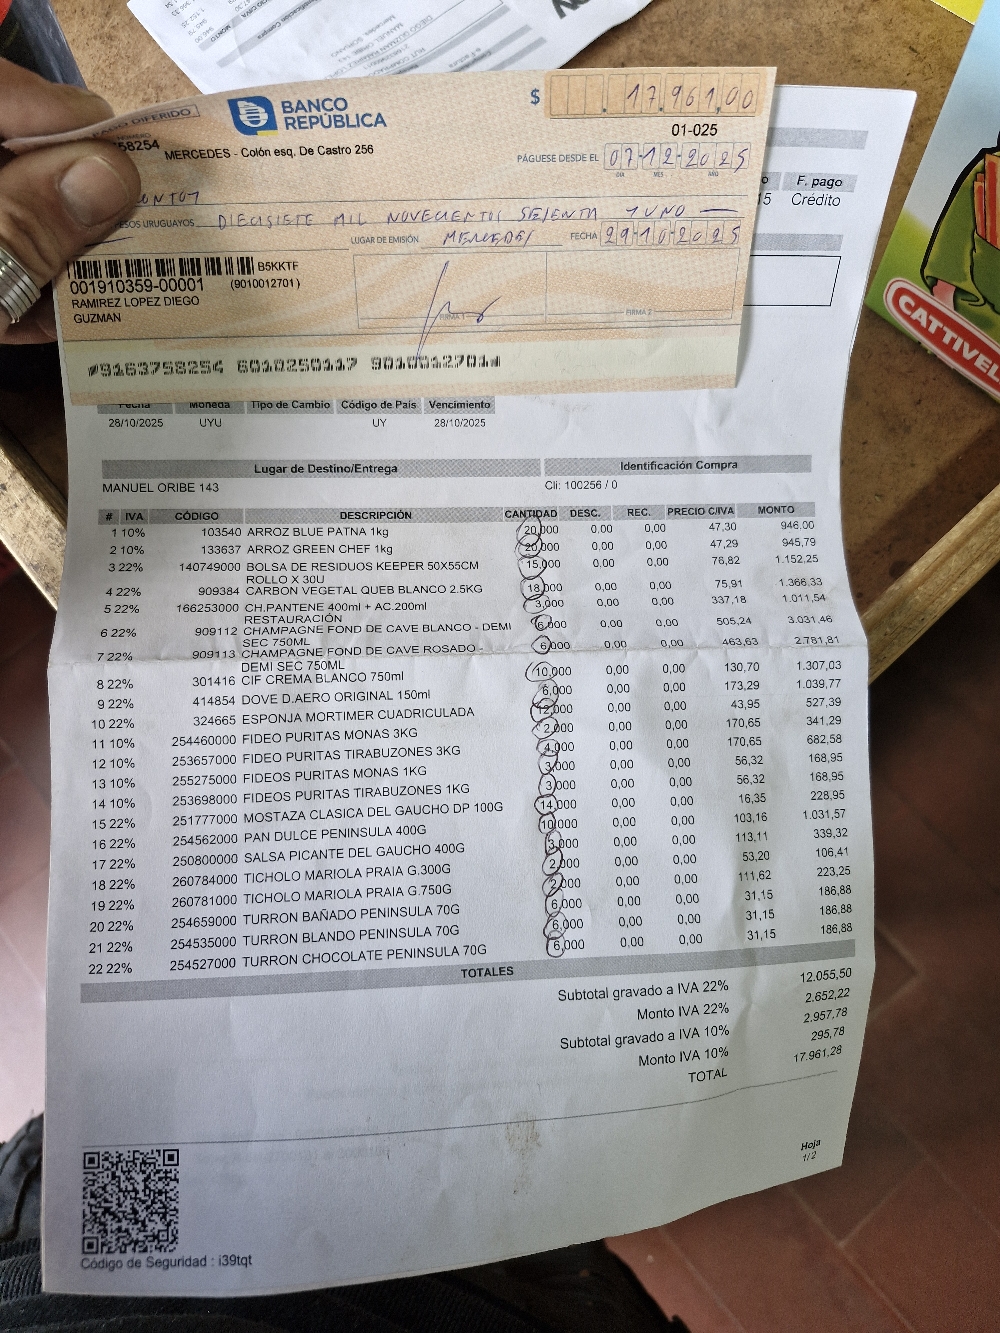 PAGO DIFERIDO
BANCO
REPÚBLICA
$ 17.961,00
01-025
58254
MERCEDES - Colón esq. De Castro 256
PÁGUESE DESDE EL 07-12-2025
DIA MES AÑO
PESOS URUGUAYOS DIECISIETE MIL NOVECIENTOS SESENTA Y UNO
LUGAR DE EMISIÓN MERCEDES FECHA 29-10-2025
B5KKTF
001910359-00001 (9010012701)
RAMIREZ LOPEZ DIEGO
GUZMAN
FIRMA 1 FIRMA 2
F. pago
15 Crédito
CATTIVEL
Fecha Moneda Tipo de Cambio Código de País Vencimiento
28/10/2025 UYU UY 28/10/2025
Lugar de Destino/Entrega Identificación Compra
MANUEL ORIBE 143 Cli: 100256 / 0
# IVA CÓDIGO DESCRIPCIÓN CANTIDAD DESC. REC. PRECIO C/IVA MONTO
1 10% 103540 ARROZ BLUE PATNA 1kg 20,000 0.00 0,00 47,30 946.00
2 10% 133637 ARROZ GREEN CHEF 1kg 20,000 0.00 0,00 47,29 945,79
3 22% 140749000 BOLSA DE RESIDUOS KEEPER 50X55CM 15,000 0,00 0,00 76,82 1.152,25
ROLLO X 30U
4 22% 909384 CARBON VEGETAL QUEB BLANCO 2.5KG 18,000 0,00 0,00 75,91 1.366,33
5 22% 166253000 CH.PANTENE 400ml + AC.200ml 3,000 0,00 0,00 337,18 1.011,54
RESTAURACIÓN
6 22% 909112 CHAMPAGNE FOND DE CAVE BLANCO - DEMI 6,000 0,00 0,00 505,24 3.031,46
SEC 750ML
7 22% 909113 CHAMPAGNE FOND DE CAVE ROSADO - 6,000 0,00 0,00 463,63 2.781,81
DEMI SEC 750ML
8 22% 301416 CIF CREMA BLANCO 750ml 10,000 0,00 0,00 130,70 1.307,03
9 22% 414854 DOVE D.AERO ORIGINAL 150ml 6,000 0,00 0,00 173,29 1.039,77
10 22% 324665 ESPONJA MORTIMER CUADRICULADA 12,000 0,00 0,00 43,95 527,39
11 10% 254460000 FIDEO PURITAS MONAS 3KG 2,000 0,00 0,00 170,65 341,29
12 10% 253657000 FIDEO PURITAS TIRABUZONES 3KG 4,000 0,00 0,00 170,65 682,58
13 10% 255275000 FIDEOS PURITAS MONAS 1KG 3,000 0,00 0,00 56,32 168,95
14 10% 253698000 FIDEOS PURITAS TIRABUZONES 1KG 3,000 0,00 0,00 56,32 168,95
15 22% 251777000 MOSTAZA CLASICA DEL GAUCHO DP 100G 14,000 0,00 0,00 16,35 228,95
16 22% 254562000 PAN DULCE PENINSULA 400G 10,000 0,00 0,00 103,16 1.031,57
17 22% 250800000 SALSA PICANTE DEL GAUCHO 400G 3,000 0,00 0,00 113,11 339,32
18 22% 260784000 TICHOLO MARIOLA PRAIA G.300G 2,000 0,00 0,00 53,20 106,41
19 22% 260781000 TICHOLO MARIOLA PRAIA G.750G 2,000 0,00 0,00 111,62 223,25
20 22% 254659000 TURRON BAÑADO PENINSULA 70G 6,000 0,00 0,00 31,15 186,88
21 22% 254535000 TURRON BLANDO PENINSULA 70G 6,000 0,00 0,00 31,15 186,88
22 22% 254527000 TURRON CHOCOLATE PENINSULA 70G 6,000 0,00 0,00 31,15 186,88
TOTALES
Subtotal gravado a IVA 22% 12.055,50
Monto IVA 22% 2.652,22
Subtotal gravado a IVA 10% 2.957,78
Monto IVA 10% 295,78
TOTAL 17.961,28
Hoja
1/2
Código de Seguridad : i39tqt